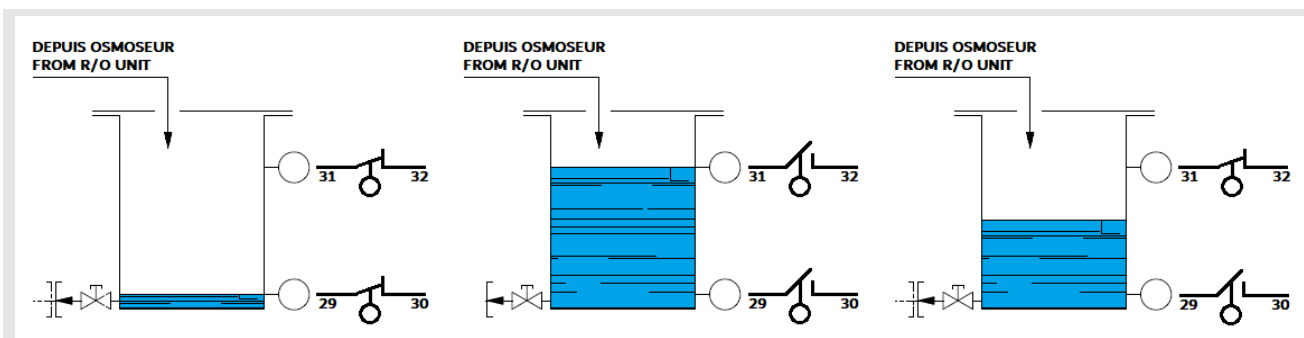 DEPUIS OSMOSEUR
FROM R/O UNIT
31 32
29 30
DEPUIS OSMOSEUR
FROM R/O UNIT
31 32
29 30
DEPUIS OSMOSEUR
FROM R/O UNIT
31 32
29 30